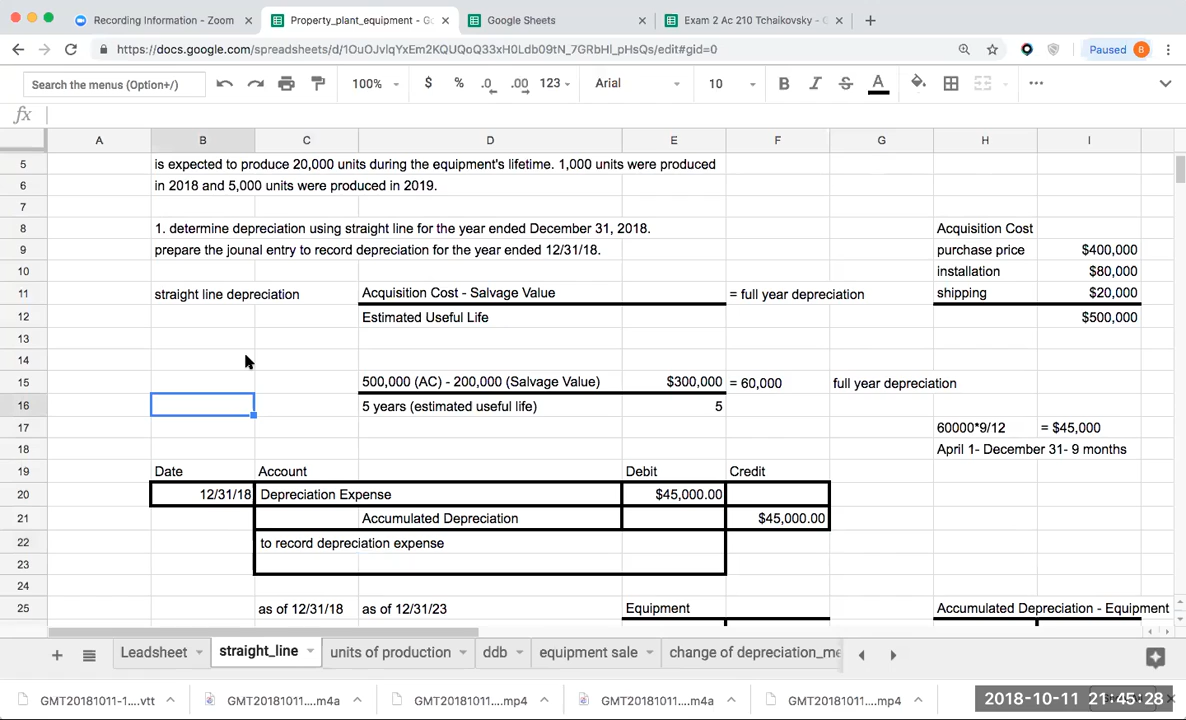 Recording Information - Zoom
Property_plant_equipment - Go
Google Sheets
Exam 2 Ac 210 Tchaikovsky - G
https://docs.google.com/spreadsheets/d/1OuOJvlqYxEm2KQUQoQ33xH0Ldb09tN_7GRbHl_pHsQs/edit#gid=0
Paused B
Search the menus (Option+/)
100% $ % .0 .00 123 Arial 10 B I S A
fx
A B C D E F G H I
5 is expected to produce 20,000 units during the equipment's lifetime. 1,000 units were produced
6 in 2018 and 5,000 units were produced in 2019.
7
8 1. determine depreciation using straight line for the year ended December 31, 2018. Acquisition Cost
9 prepare the jounal entry to record depreciation for the year ended 12/31/18. purchase price $400,000
10 installation $80,000
11 straight line depreciation Acquisition Cost - Salvage Value = full year depreciation shipping $20,000
12 Estimated Useful Life $500,000
13
14
15 500,000 (AC) - 200,000 (Salvage Value) $300,000 = 60,000 full year depreciation
16 5 years (estimated useful life) 5
17 60000*9/12 = $45,000
18 April 1- December 31- 9 months
19 Date Account Debit Credit
20 12/31/18 Depreciation Expense $45,000.00
21 Accumulated Depreciation $45,000.00
22 to record depreciation expense
23
24
25 as of 12/31/18 as of 12/31/23 Equipment Accumulated Depreciation - Equipment
Leadsheet straight_line units of production ddb equipment sale change of depreciation_me
GMT20181011-1....vtt GMT20181011....m4a GMT20181011....mp4 GMT20181011....m4a GMT20181011....mp4
2018-10-11 21:45:28